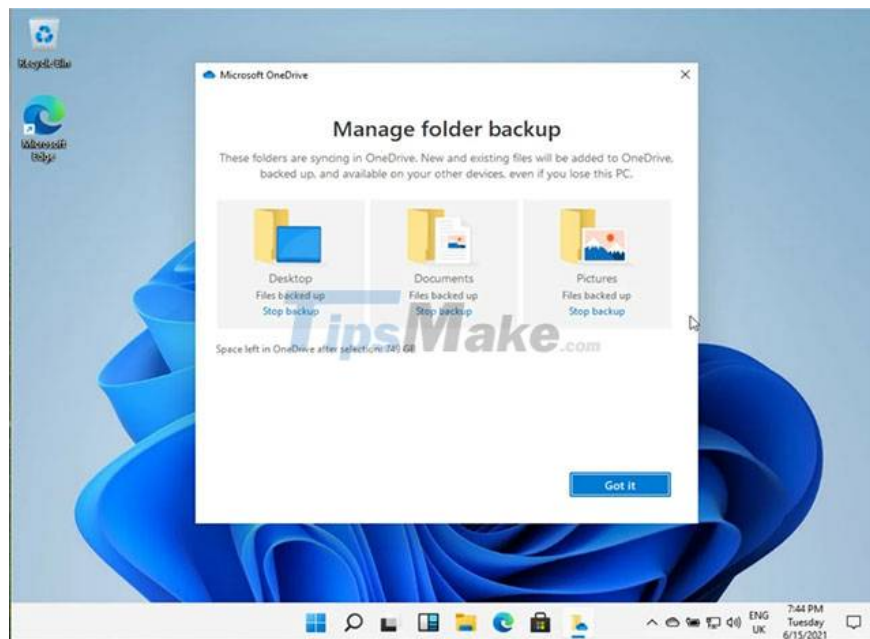 Recycle Bin
Microsoft
Edge
Microsoft OneDrive
Manage folder backup
These folders are syncing in OneDrive. New and existing files will be added to OneDrive,
backed up, and available on your other devices, even if you lose this PC.
Desktop
Files backed up
Stop backup
Documents
Files backed up
Stop backup
Pictures
Files backed up
Stop backup
TipsMake.com
Space left in OneDrive after selection: 749 GB
Got it
ENG
UK
7:44 PM
Tuesday
6/15/2021